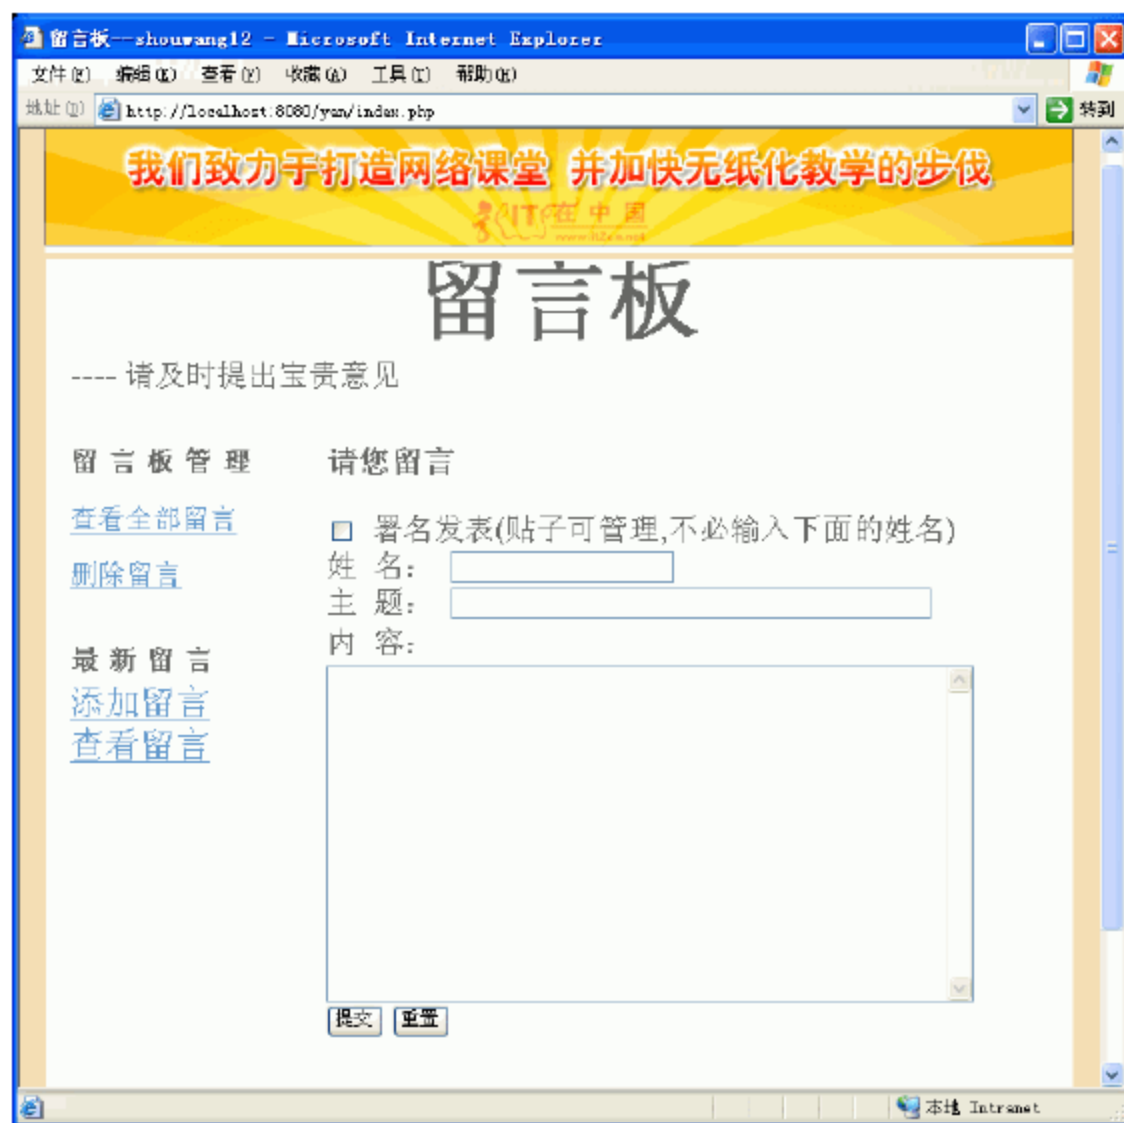 留言板--shouwang12 - Microsoft Internet Explorer
文件(F) 编辑(E) 查看(V) 收藏(A) 工具(T) 帮助(H)
地址(D) http://localhost:8080/yan/index.php 转到
我们致力于打造网络课堂 并加快无纸化教学的步伐
ITS在中国
留言板
---- 请及时提出宝贵意见
留言板管理
查看全部留言
删除留言
最新留言
添加留言
查看留言
请您留言
署名发表(贴子可管理,不必输入下面的姓名)
姓 名:
主 题:
内 容:
提交 重置
本地 Intranet